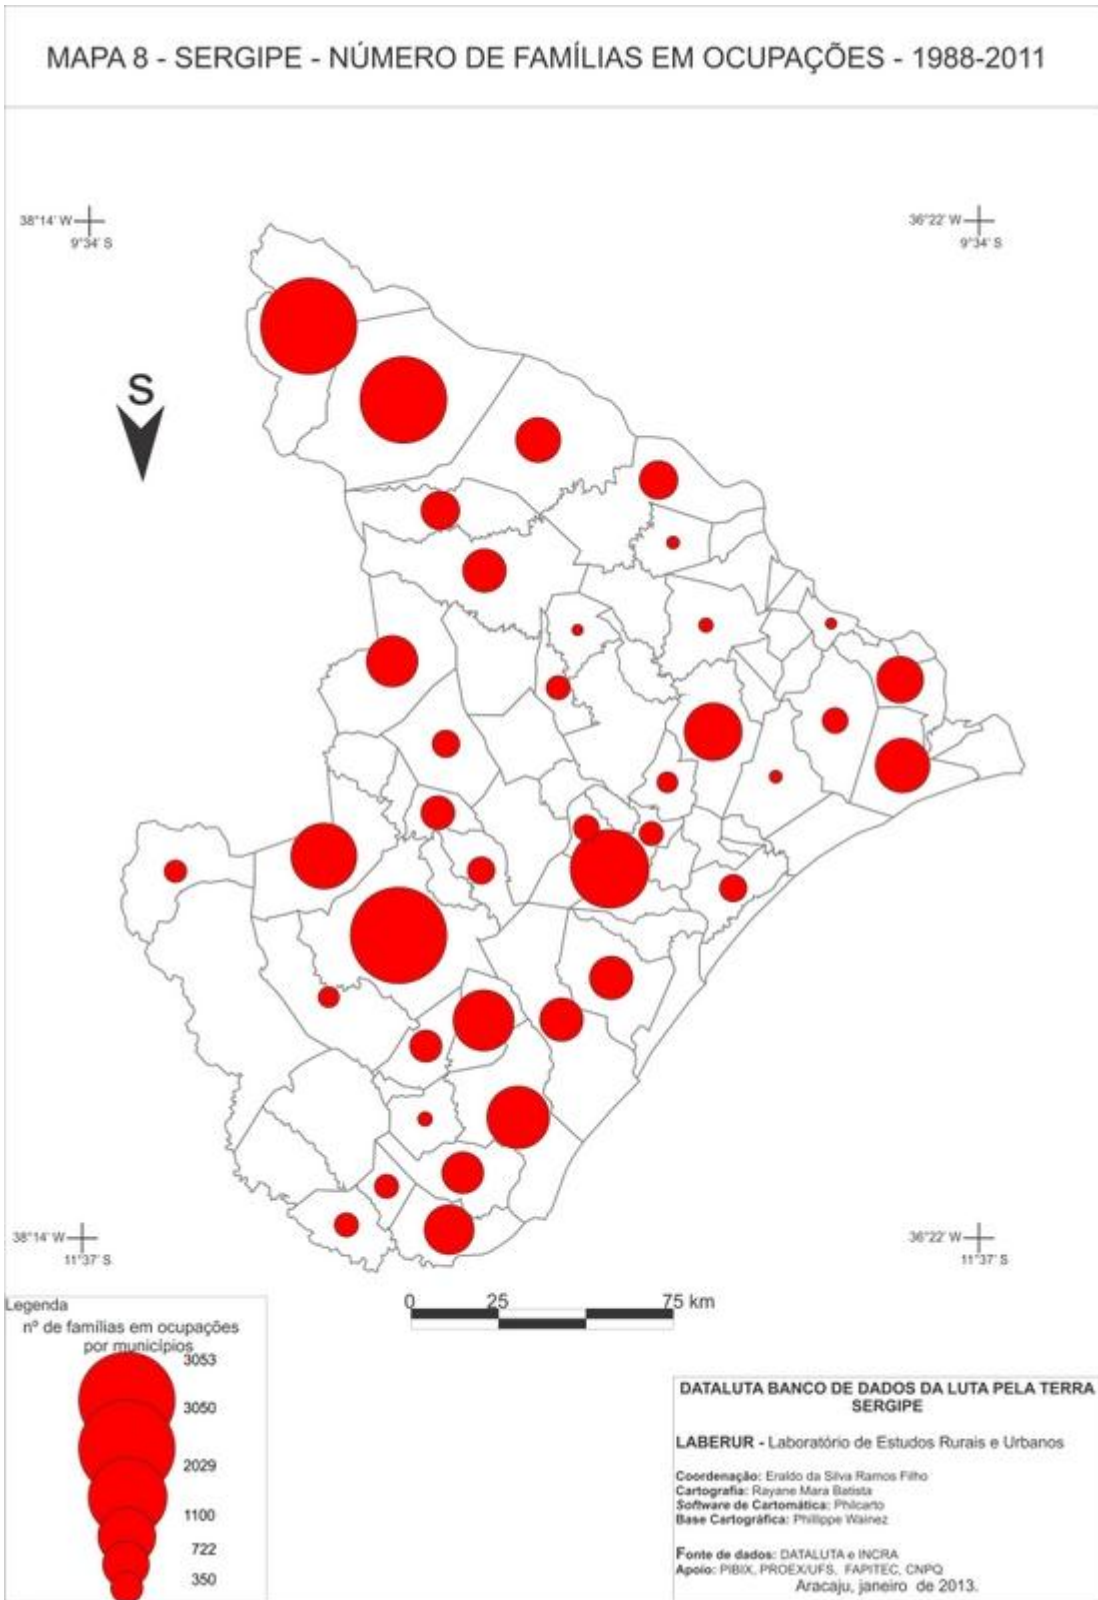 MAPA 8 - SERGIPE - NÚMERO DE FAMÍLIAS EM OCUPAÇÕES - 1988-2011
38°14' W
9°34' S
36°22' W
9°34' S
S
38°14' W
11°37' S
36°22' W
11°37' S
0 25 75 km
Legenda
nº de famílias em ocupações
por municípios
3053
3050
2029
1100
722
350
DATALUTA BANCO DE DADOS DA LUTA PELA TERRA
SERGIPE
LABERUR - Laboratório de Estudos Rurais e Urbanos
Coordenação: Eraldo da Silva Ramos Filho
Cartografia: Rayane Mara Batista
Software de Cartomática: Philcarto
Base Cartográfica: Phillippe Wainez
Fonte de dados: DATALUTA e INCRA
Apoio: PIBIX, PROEX/UFS, FAPITEC, CNPQ
Aracaju, janeiro de 2013.